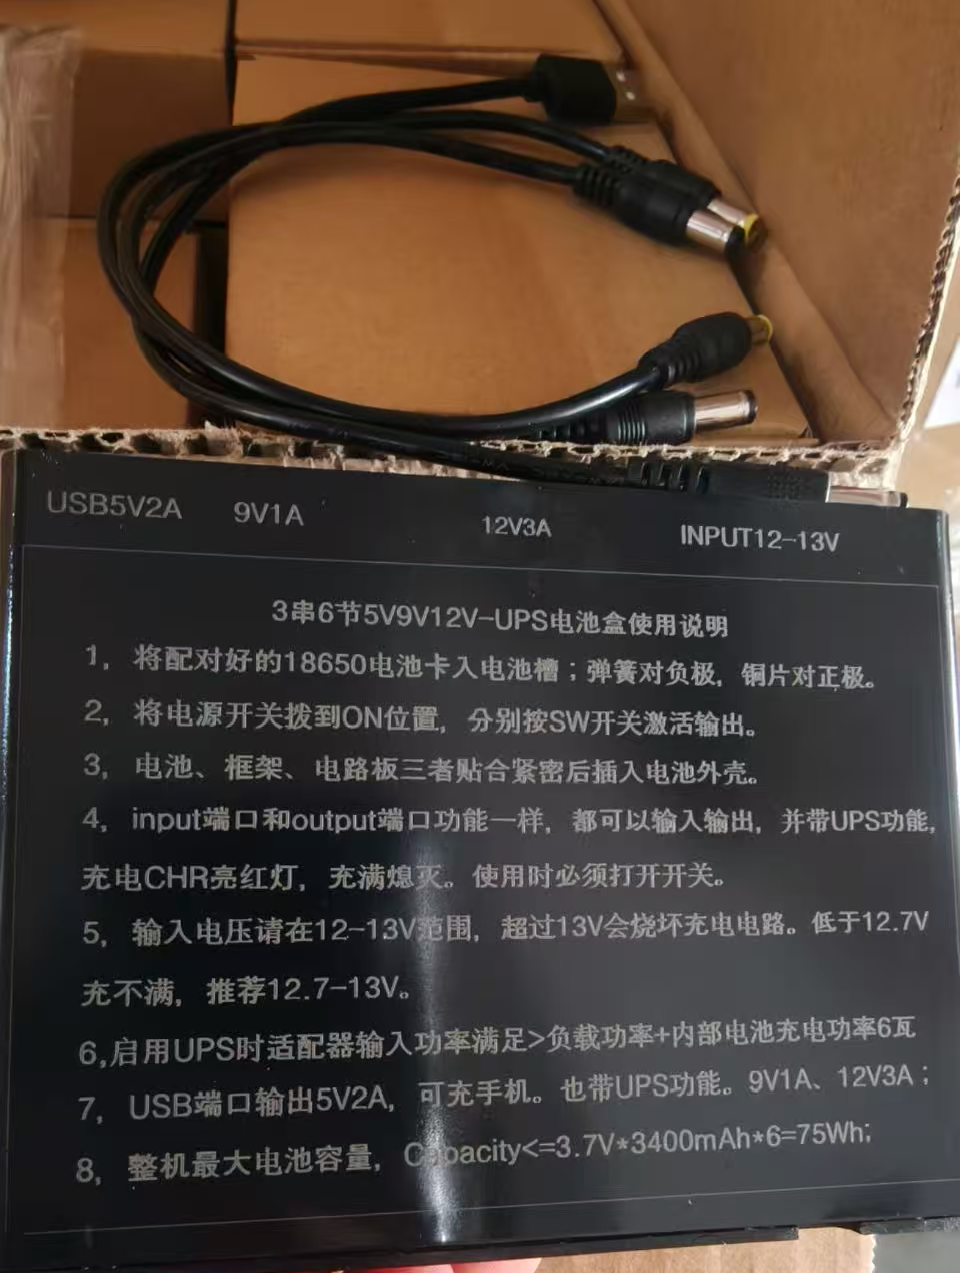 USB5V2A 9V1A 12V3A INPUT12-13V
3串6节5V9V12V-UPS电池盒使用说明
1，将配对好的18650电池卡入电池槽；弹簧对负极，铜片对正极。
2，将电源开关拨到ON位置，分别按SW开关激活输出。
3，电池、框架、电路板三者贴合紧密后插入电池外壳。
4，input端口和output端口功能一样，都可以输入输出，并带UPS功能，
充电CHR亮红灯，充满熄灭。使用时必须打开开关。
5，输入电压请在12-13V范围，超过13V会烧坏充电电路。低于12.7V
充不满，推荐12.7-13V。
6,启用UPS时适配器输入功率满足>负载功率+内部电池充电功率6瓦
7，USB端口输出5V2A，可充手机。也带UPS功能。9V1A、12V3A；
8，整机最大电池容量，Capacity<=3.7V*3400mAh*6=75Wh;